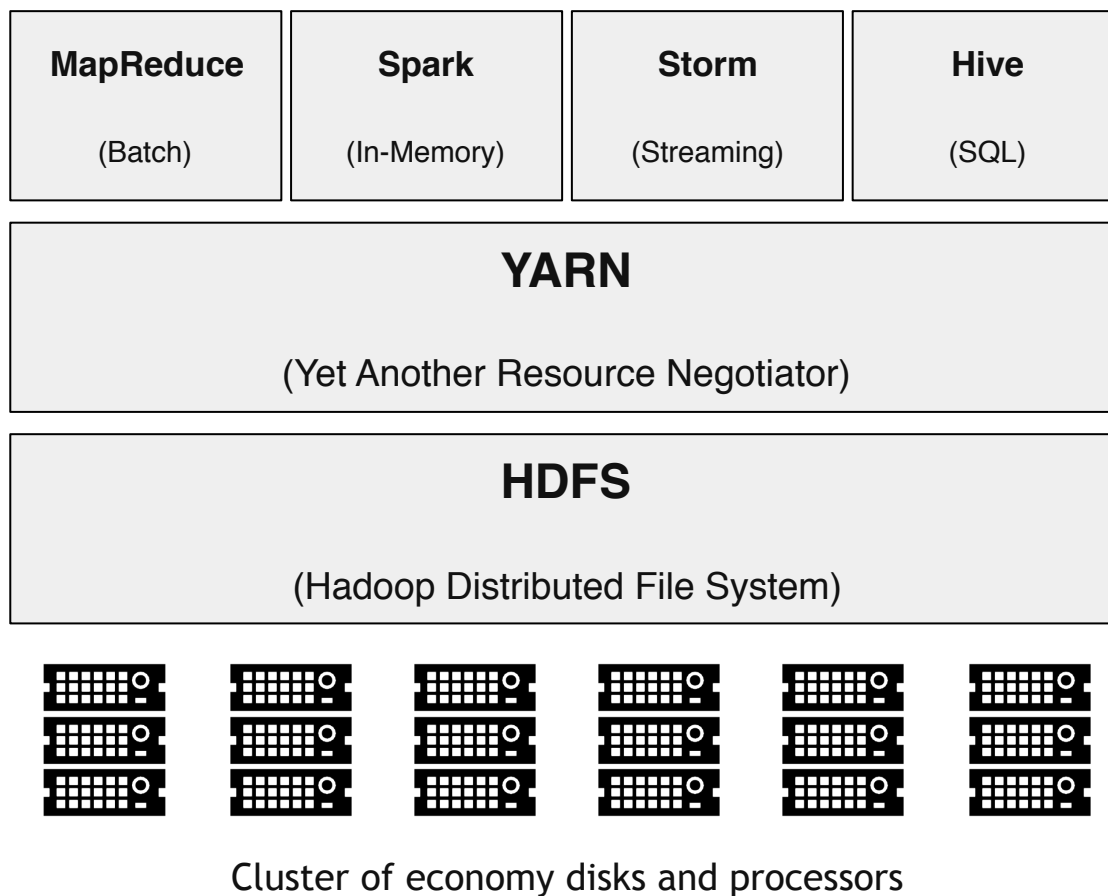 MapReduce
(Batch)
Spark
(In-Memory)
Storm
(Streaming)
Hive
(SQL)
YARN
(Yet Another Resource Negotiator)
HDFS
(Hadoop Distributed File System)
Cluster of economy disks and processors